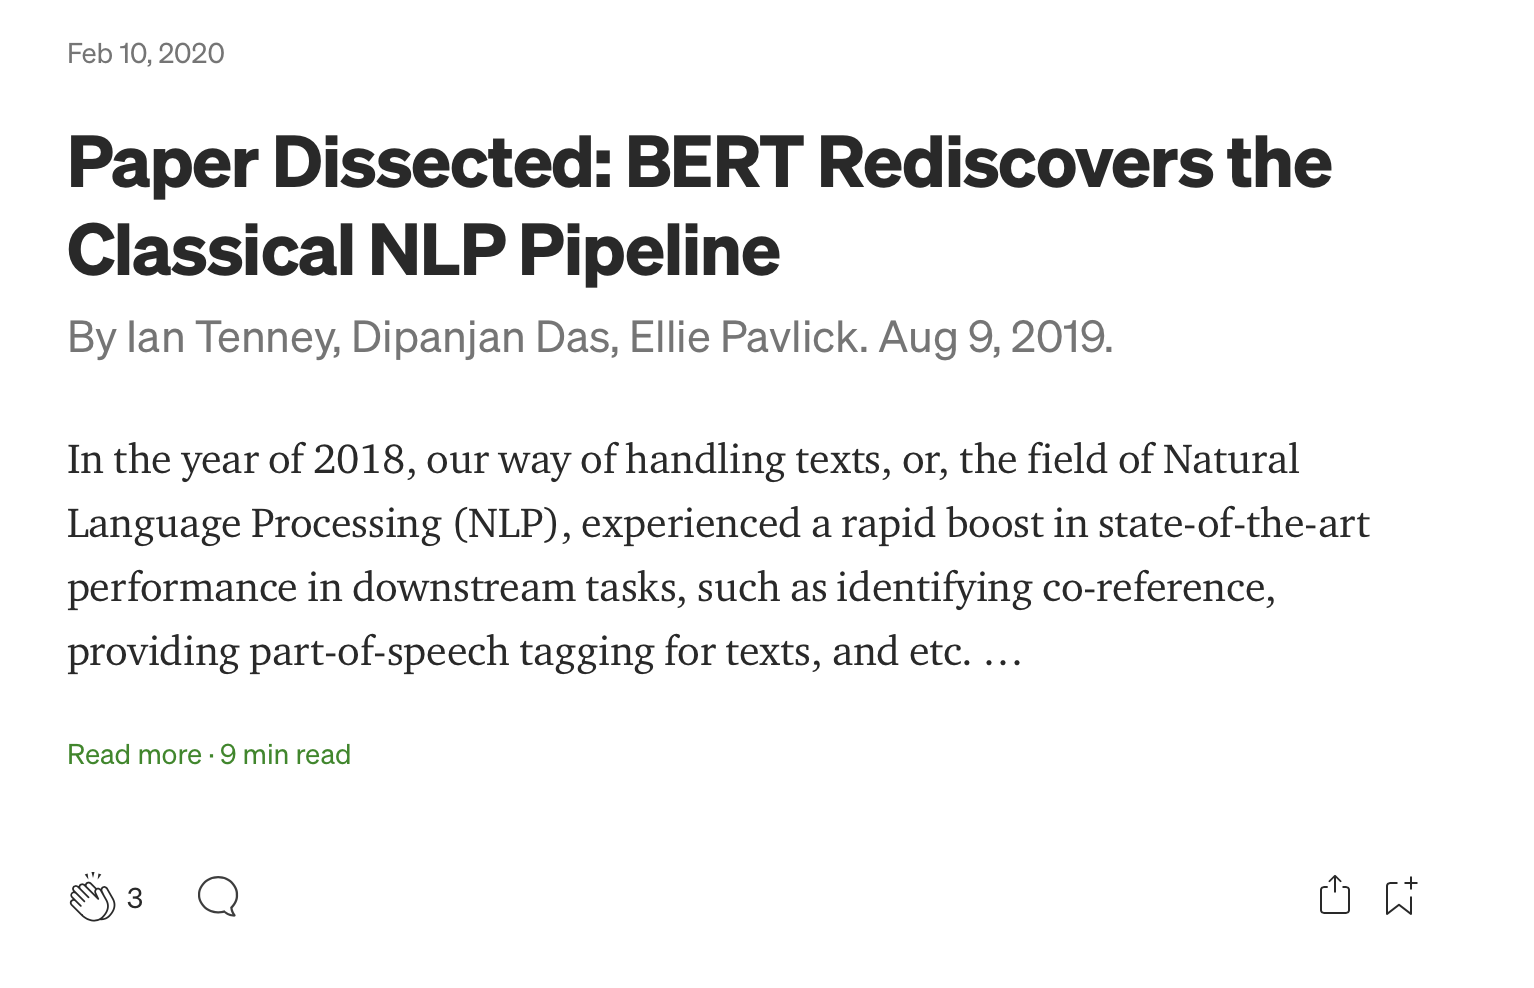 Feb 10, 2020
Paper Dissected: BERT Rediscovers the
Classical NLP Pipeline
By Ian Tenney, Dipanjan Das, Ellie Pavlick. Aug 9, 2019.
In the year of 2018, our way of handling texts, or, the field of Natural
Language Processing (NLP), experienced a rapid boost in state-of-the-art
performance in downstream tasks, such as identifying co-reference,
providing part-of-speech tagging for texts, and etc. …
Read more · 9 min read
3